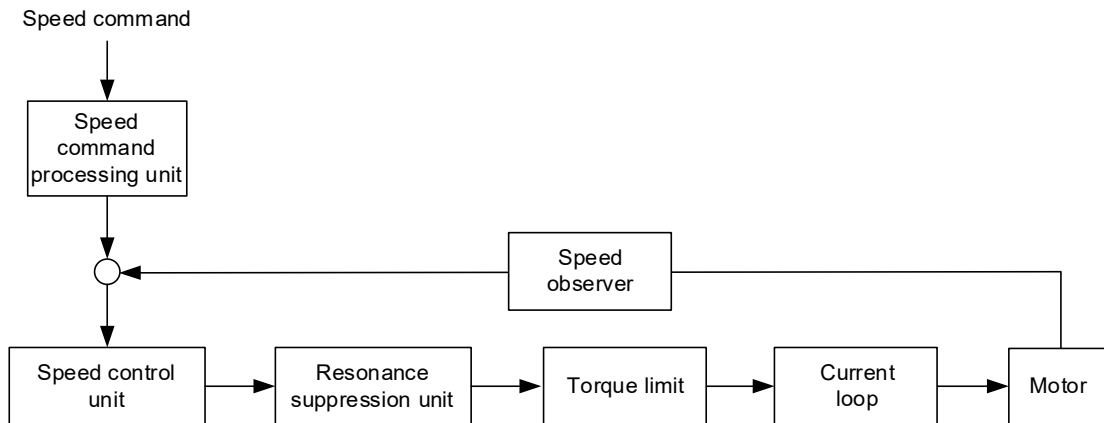 Speed command
Speed
command
processing unit
Speed
observer
Speed control
unit
Resonance
suppression unit
Torque limit
Current
loop
Motor